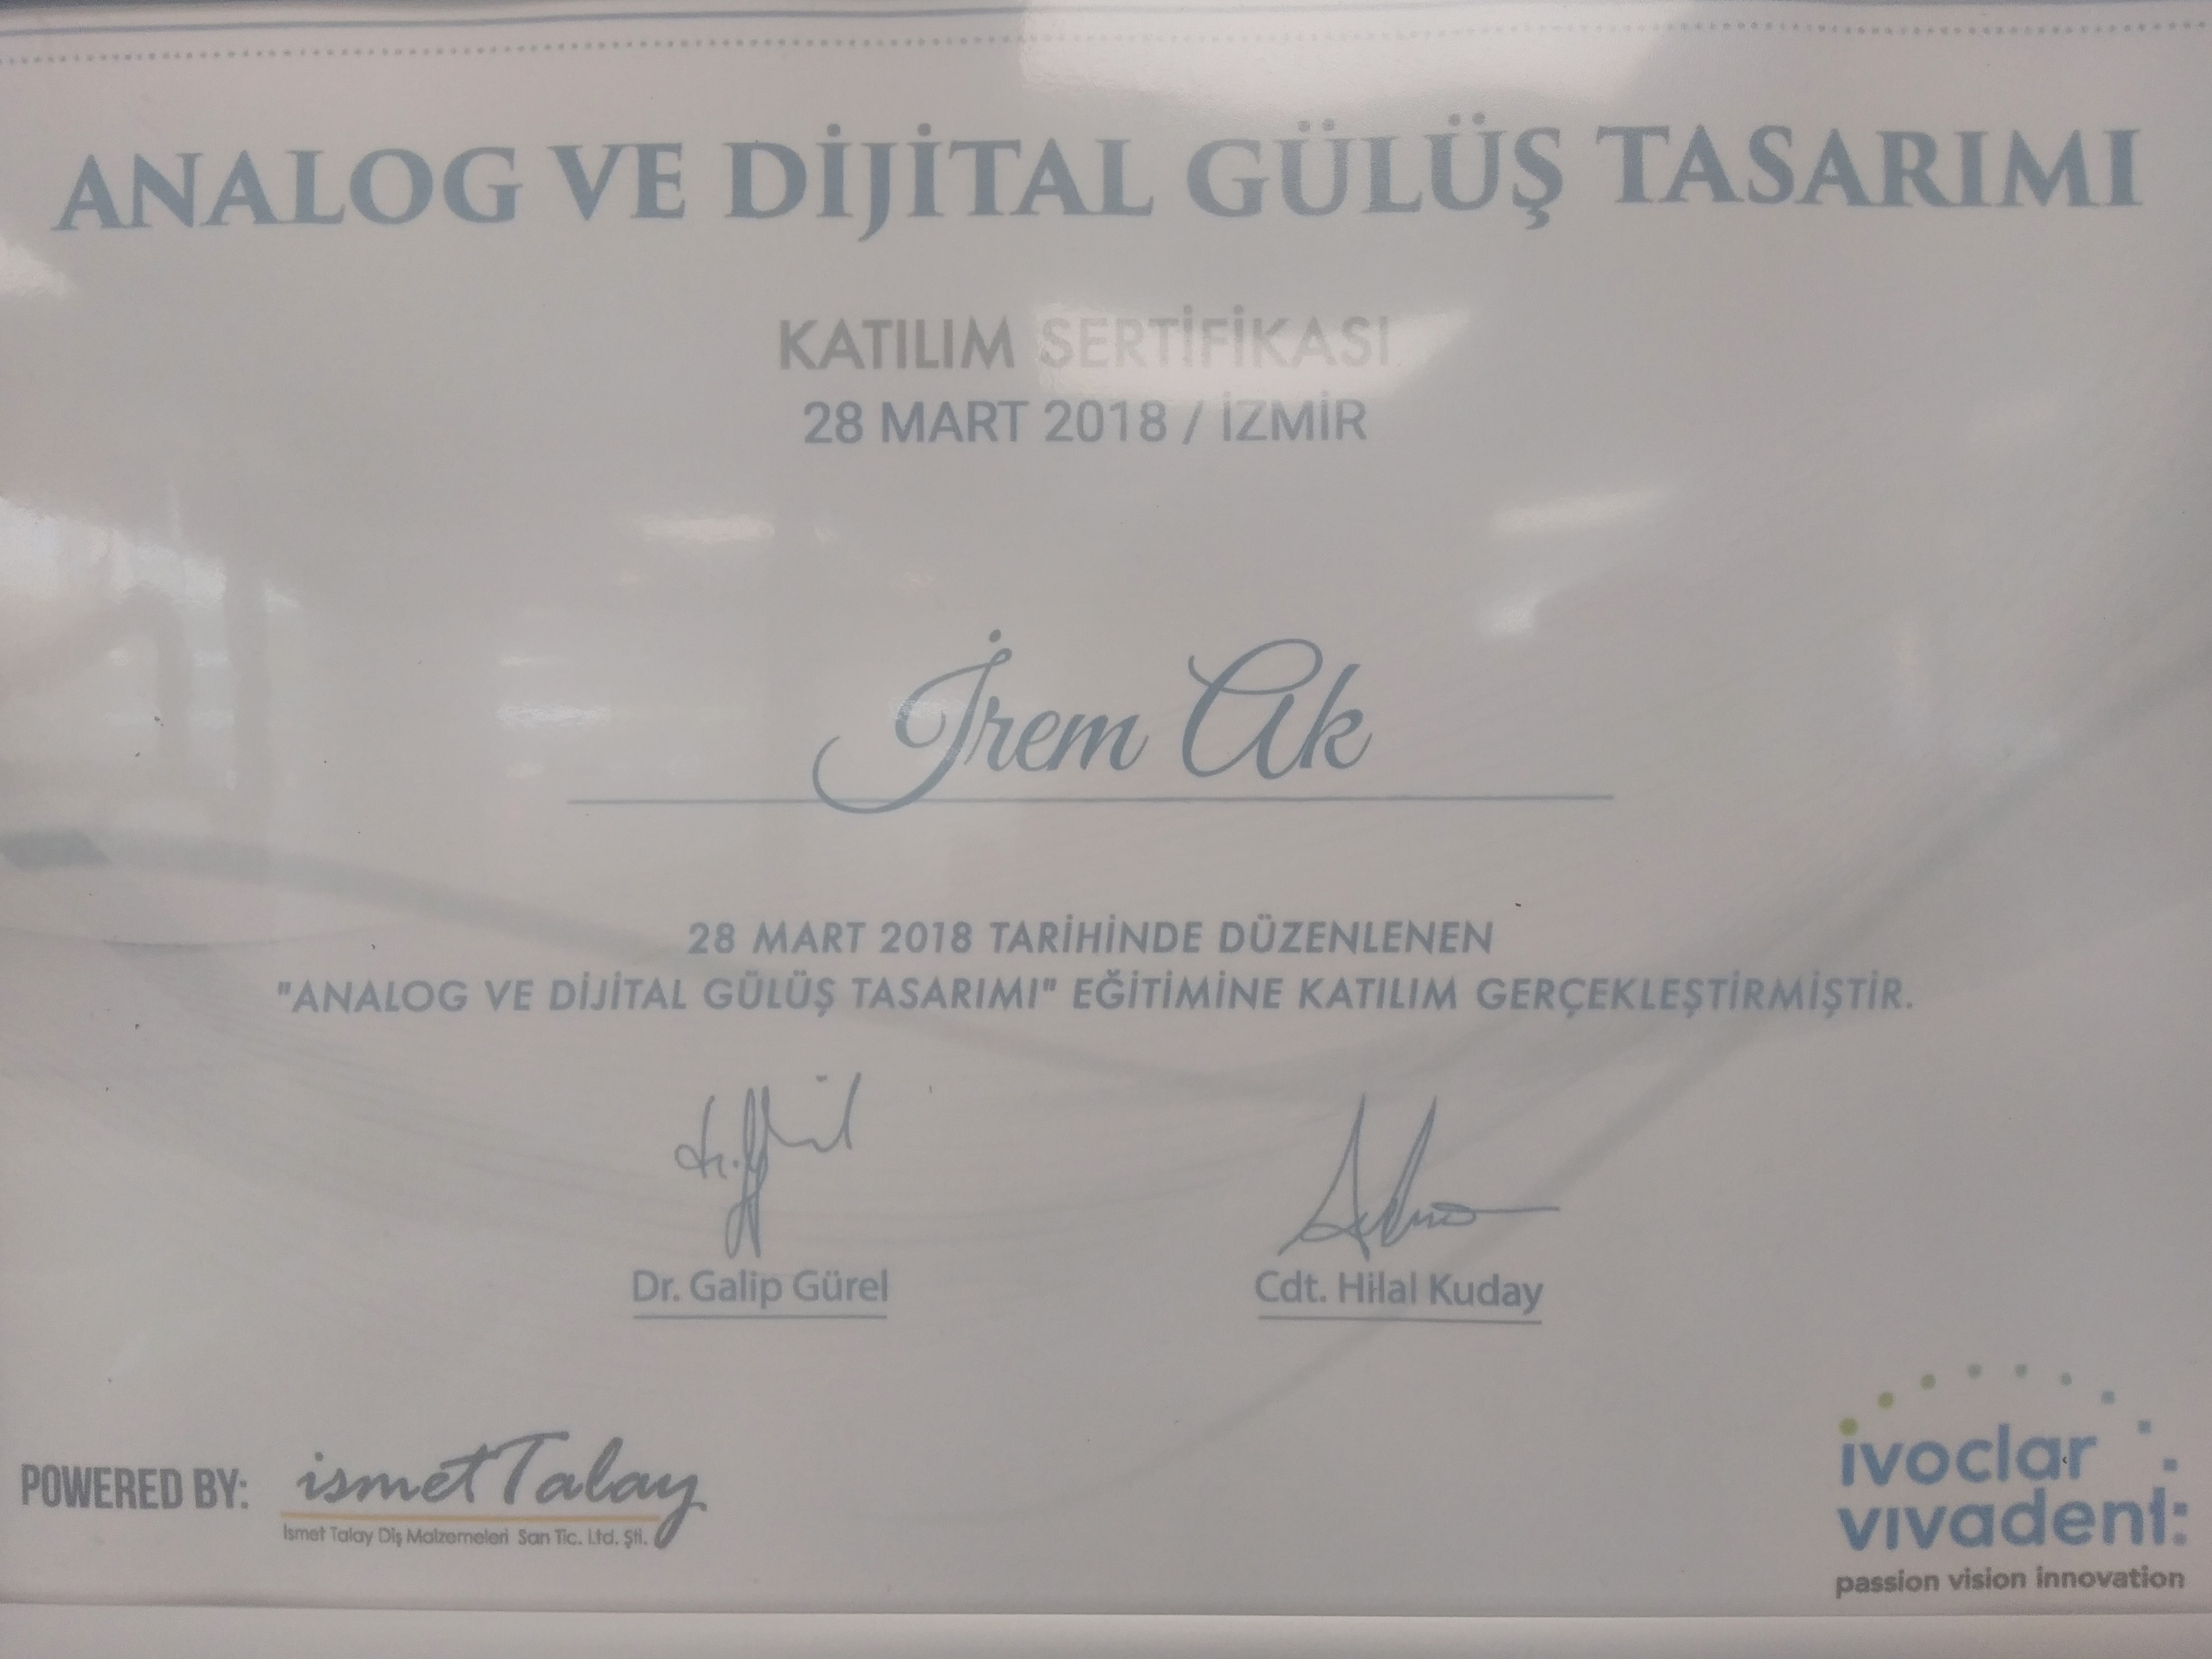 ANALOG VE DİJİTAL GÜLÜŞ TASARIMI
KATILIM SERTİFİKASI
28 MART 2018 / İZMİR
İrem Ak
28 MART 2018 TARİHİNDE DÜZENLENEN
"ANALOG VE DİJİTAL GÜLÜŞ TASARIMI" EĞİTİMİNE KATILIM GERÇEKLEŞTİRMİŞTİR.
Dr. Galip Gürel
Cdt. Hilal Kuday
POWERED BY: ismet Talay
İsmet Talay Diş Malzemeleri San Tic. Ltd. Şti.
ivoclar
vivadent:
passion vision innovation